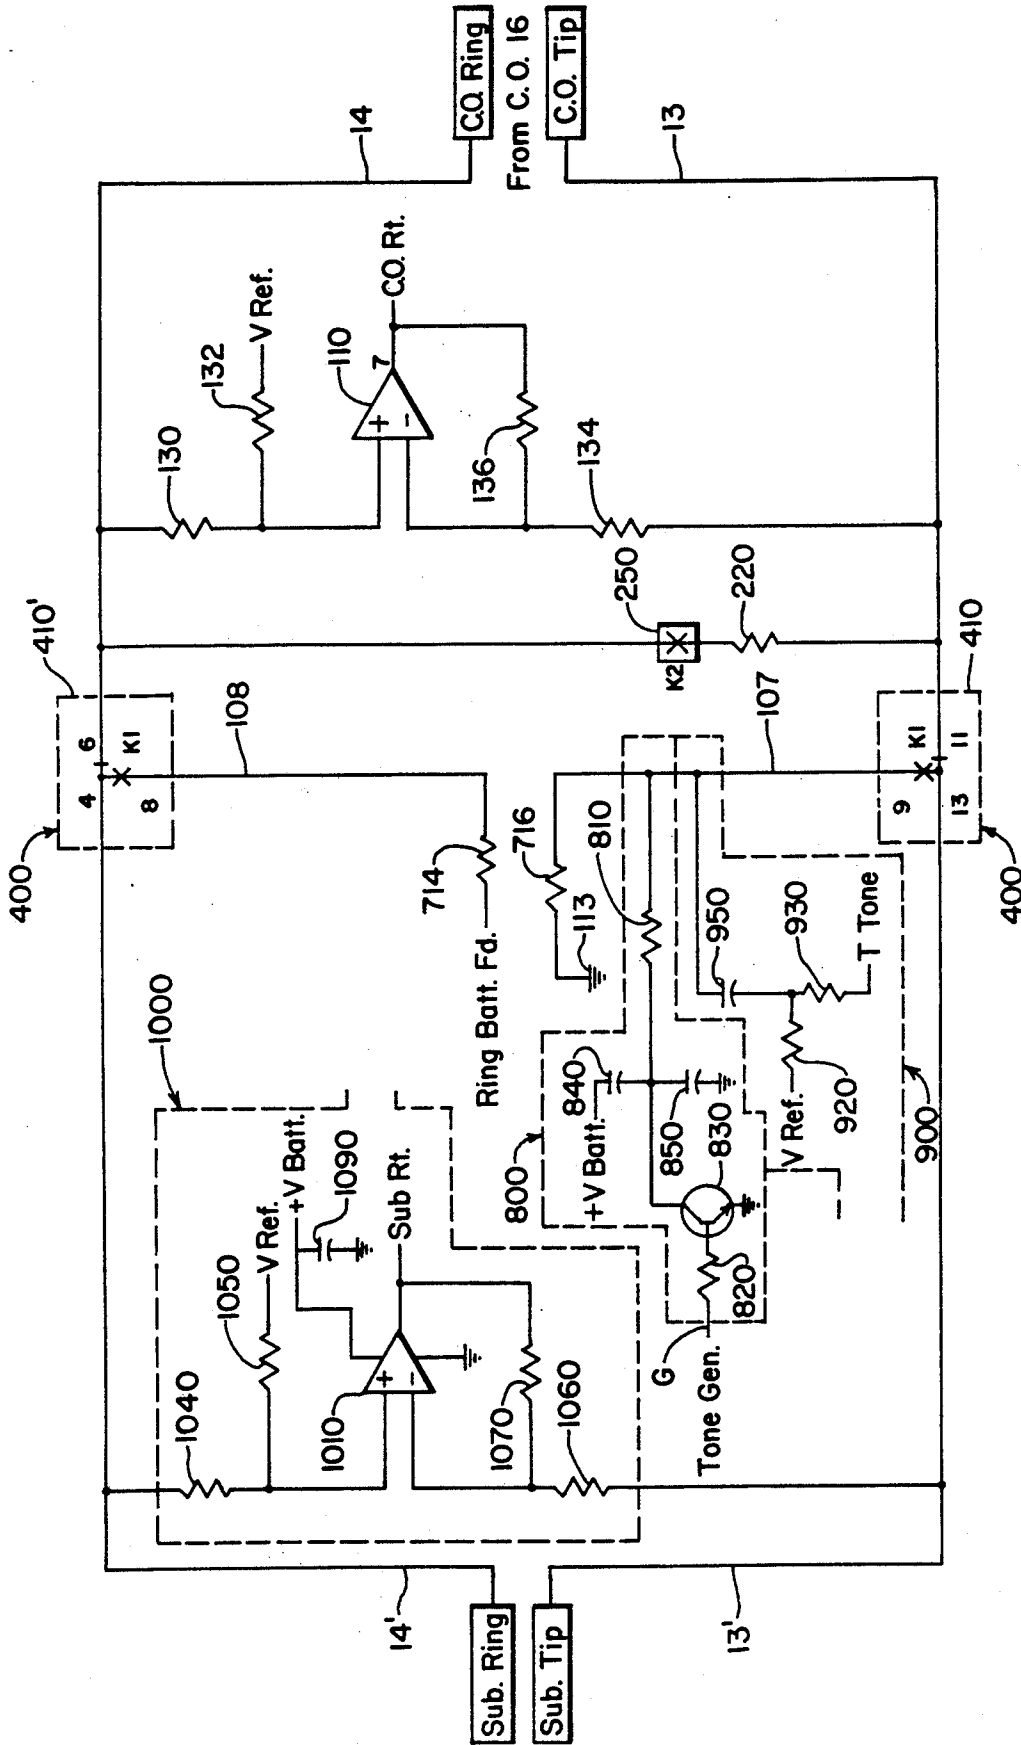 14
C.O. Ring
From C.O. 16
C.O. Tip
13
130
132
V Ref.
110
+
-
7
C.O. Rt.
136
134
250
K2
220
410'
400
4
6
K1
8
108
714
Ring Batt. Fd.
716
113
107
410
9
K1
13
11
400
1000
1040
1050
V Ref.
+V Batt.
1090
1010
+
-
Sub Rt.
1070
1060
800
+V Batt.
840
850
810
830
820
G
Tone Gen.
950
930
T Tone
V Ref.
920
900
14'
Sub. Ring
Sub. Tip
13'